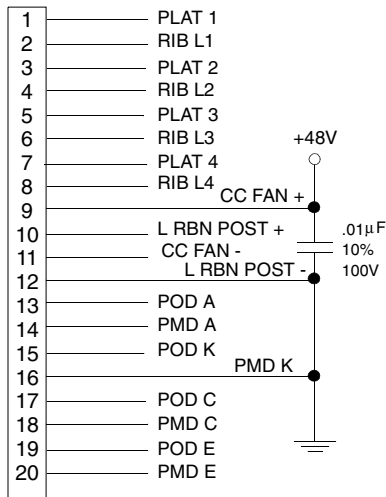 1 PLAT 1
2 RIB L1
3 PLAT 2
4 RIB L2
5 PLAT 3
6 RIB L3
+48V
7 PLAT 4
8 RIB L4
9 CC FAN +
10 L RBN POST +
.01µF
11 CC FAN -
10%
12 L RBN POST -
100V
13 POD A
14 PMD A
15 POD K
16 PMD K
17 POD C
18 PMD C
19 POD E
20 PMD E